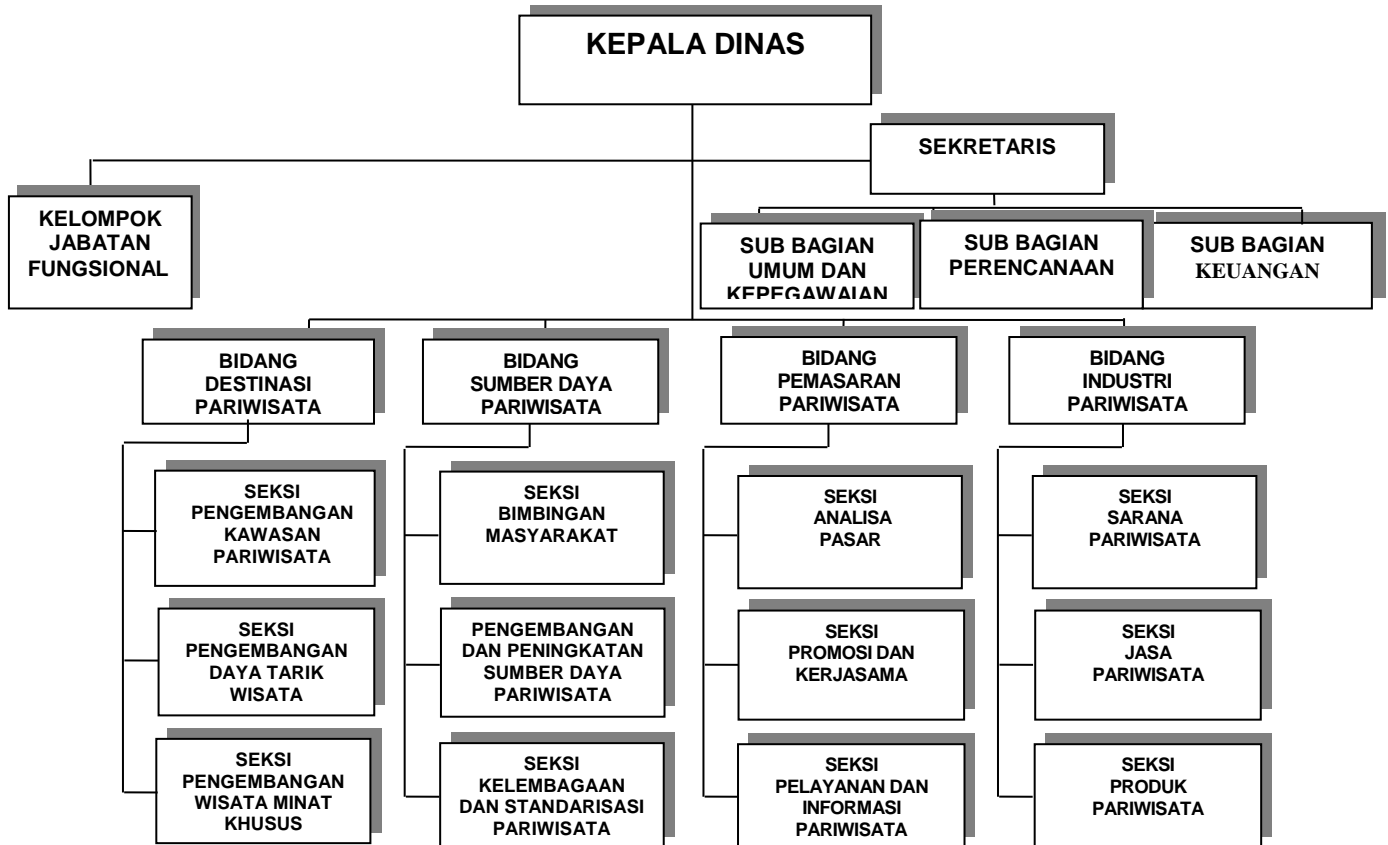 KEPALA DINAS
SEKRETARIS
KELOMPOK
JABATAN
FUNGSIONAL
SUB BAGIAN
UMUM DAN
KEPEGAWAIAN
SUB BAGIAN
PERENCANAAN
SUB BAGIAN
KEUANGAN
BIDANG
DESTINASI
PARIWISATA
BIDANG
SUMBER DAYA
PARIWISATA
BIDANG
PEMASARAN
PARIWISATA
BIDANG
INDUSTRI
PARIWISATA
SEKSI
PENGEMBANGAN
KAWASAN
PARIWISATA
SEKSI
BIMBINGAN
MASYARAKAT
SEKSI
ANALISA
PASAR
SEKSI
SARANA
PARIWISATA
SEKSI
PENGEMBANGAN
DAYA TARIK
WISATA
PENGEMBANGAN
DAN PENINGKATAN
SUMBER DAYA
PARIWISATA
SEKSI
PROMOSI DAN
KERJASAMA
SEKSI
JASA
PARIWISATA
SEKSI
PENGEMBANGAN
WISATA MINAT
KHUSUS
SEKSI
KELEMBAGAAN
DAN STANDARISASI
PARIWISATA
SEKSI
PELAYANAN DAN
INFORMASI
PARIWISATA
SEKSI
PRODUK
PARIWISATA